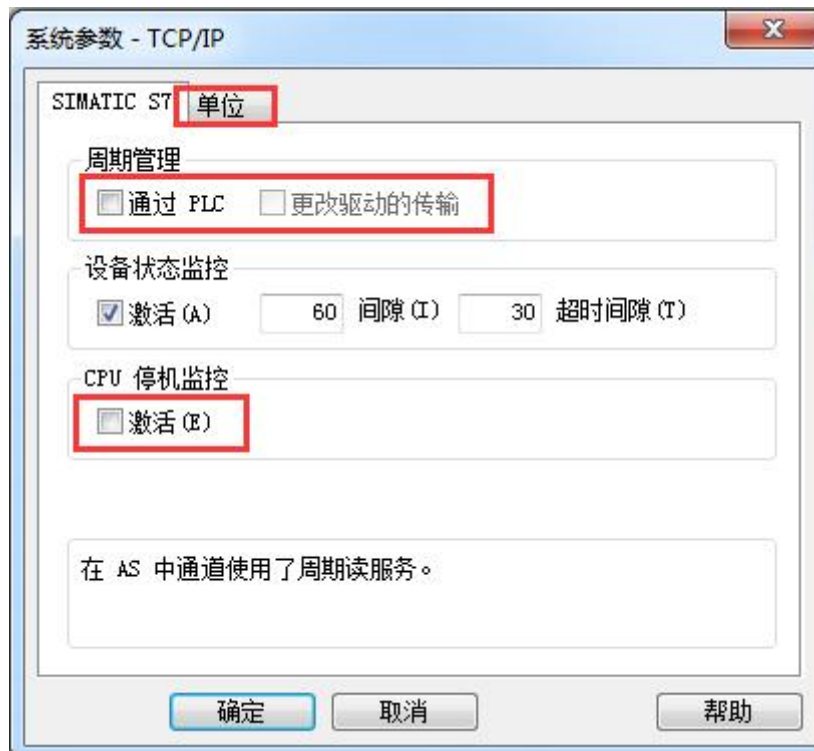 系统参数 - TCP/IP
SIMATIC S7 单位
周期管理
通过 PLC 更改驱动的传输
设备状态监控
激活(A) 60 间隙(I) 30 超时间隙(T)
CPU 停机监控
激活(E)
在 AS 中通道使用了周期读服务。
确定 取消 帮助